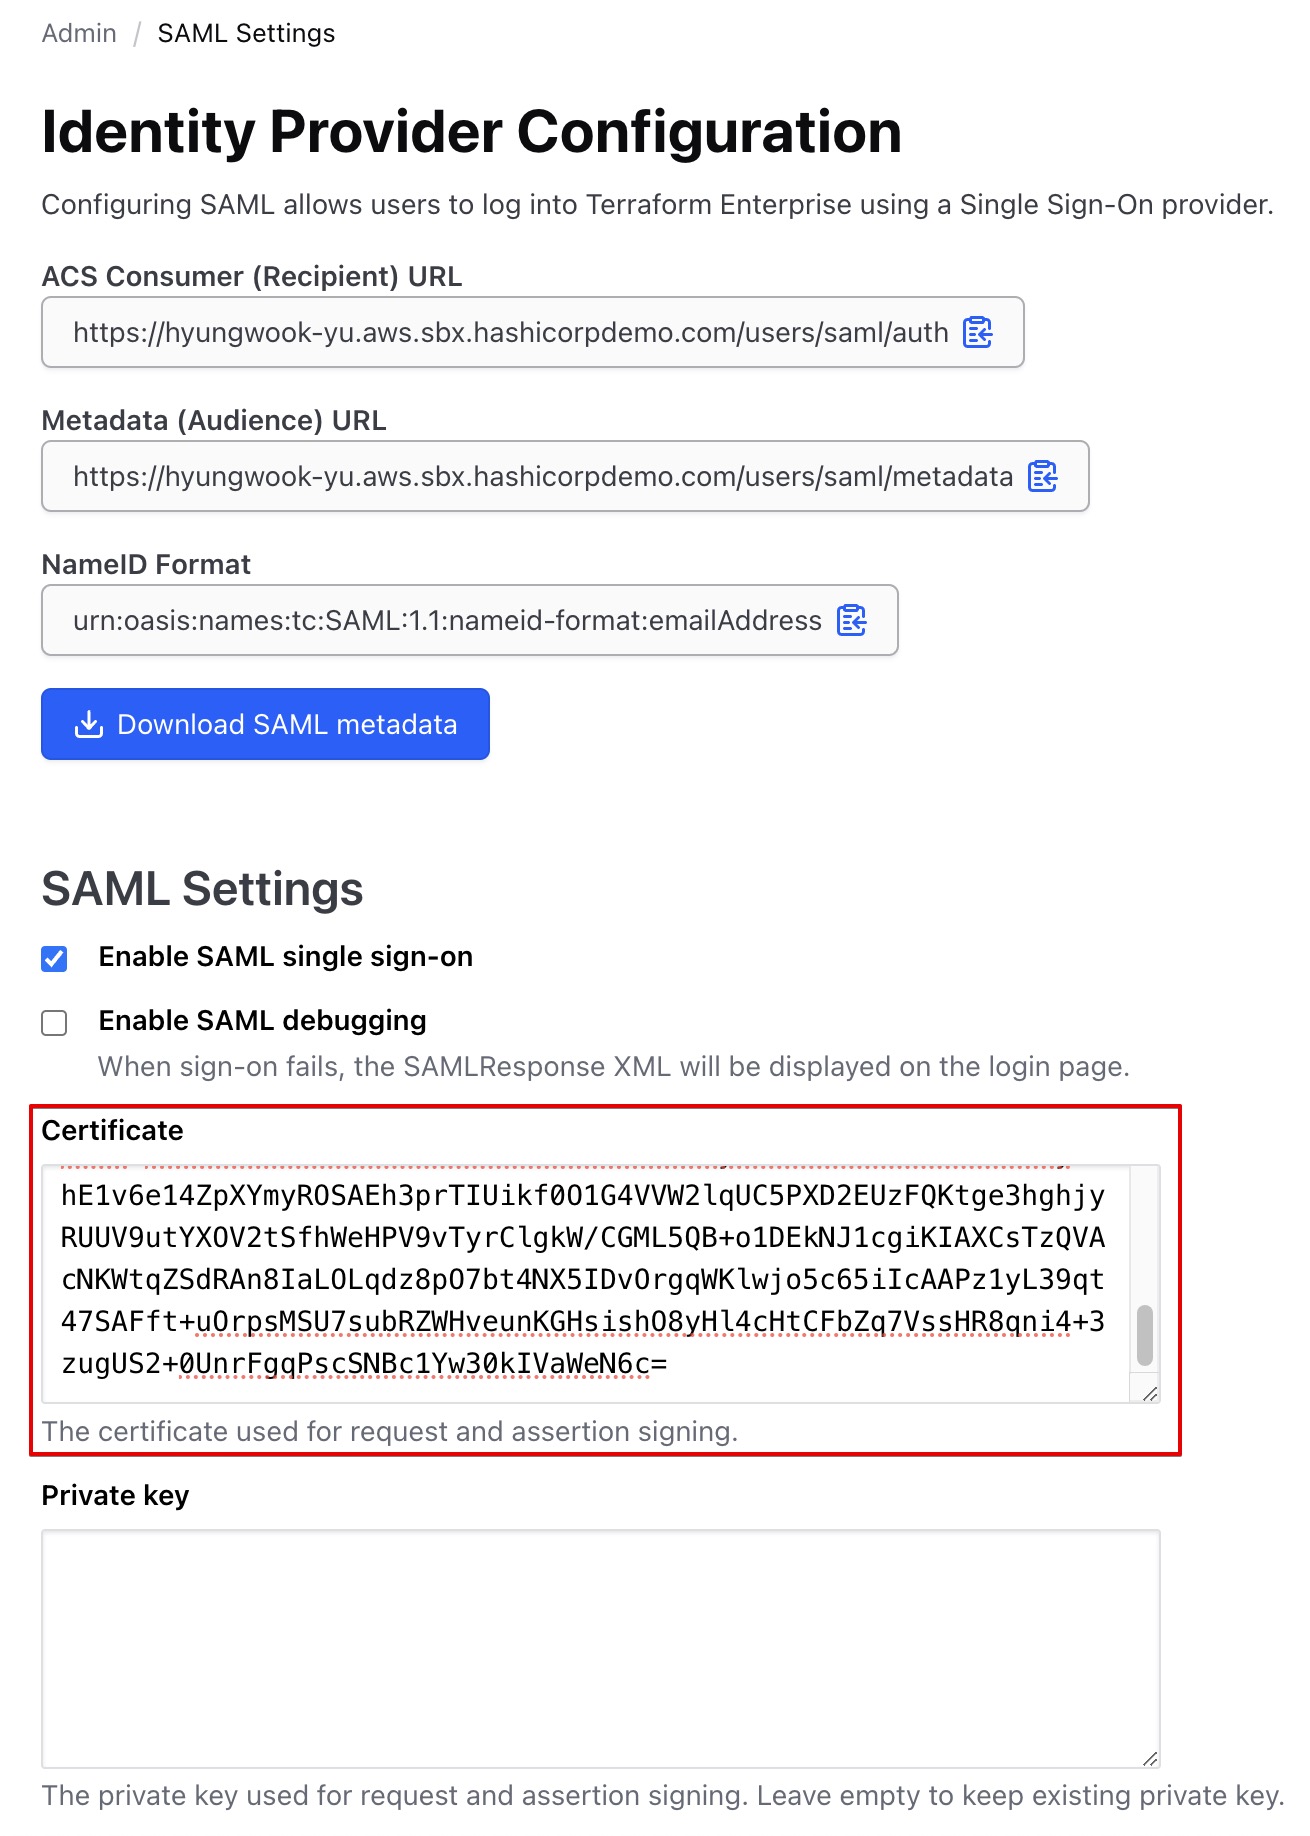 Admin / SAML Settings
Identity Provider Configuration
Configuring SAML allows users to log into Terraform Enterprise using a Single Sign-On provider.
ACS Consumer (Recipient) URL
https://hyungwook-yu.aws.sbx.hashicorpdemo.com/users/saml/auth
Metadata (Audience) URL
https://hyungwook-yu.aws.sbx.hashicorpdemo.com/users/saml/metadata
NameID Format
urn:oasis:names:tc:SAML:1.1:nameid-format:emailAddress
Download SAML metadata
SAML Settings
Enable SAML single sign-on
Enable SAML debugging
When sign-on fails, the SAMLResponse XML will be displayed on the login page.
Certificate
hE1v6e14ZpXYmyROSAEh3prTIUikf0O1G4VVW2lqUC5PXD2EUzFQKtge3hghjy
RUUV9utYXOV2tSfhWeHPV9vTyrClgkW/CGML5QB+o1DEkNJ1cgiKIAXCsTzQVA
cNKWtqZSdRAn8IaLOLqdz8pO7bt4NX5IDvOrgqWKlwjo5c65iIcAAPz1yL39qt
47SAFft+uOrpsMSU7subRZWHveunKGHsishO8yHl4cHtCFbZq7VssHR8qni4+3
zugUS2+0UnrFgqPscSNBc1Yw30kIVaWeN6c=
The certificate used for request and assertion signing.
Private key
The private key used for request and assertion signing. Leave empty to keep existing private key.